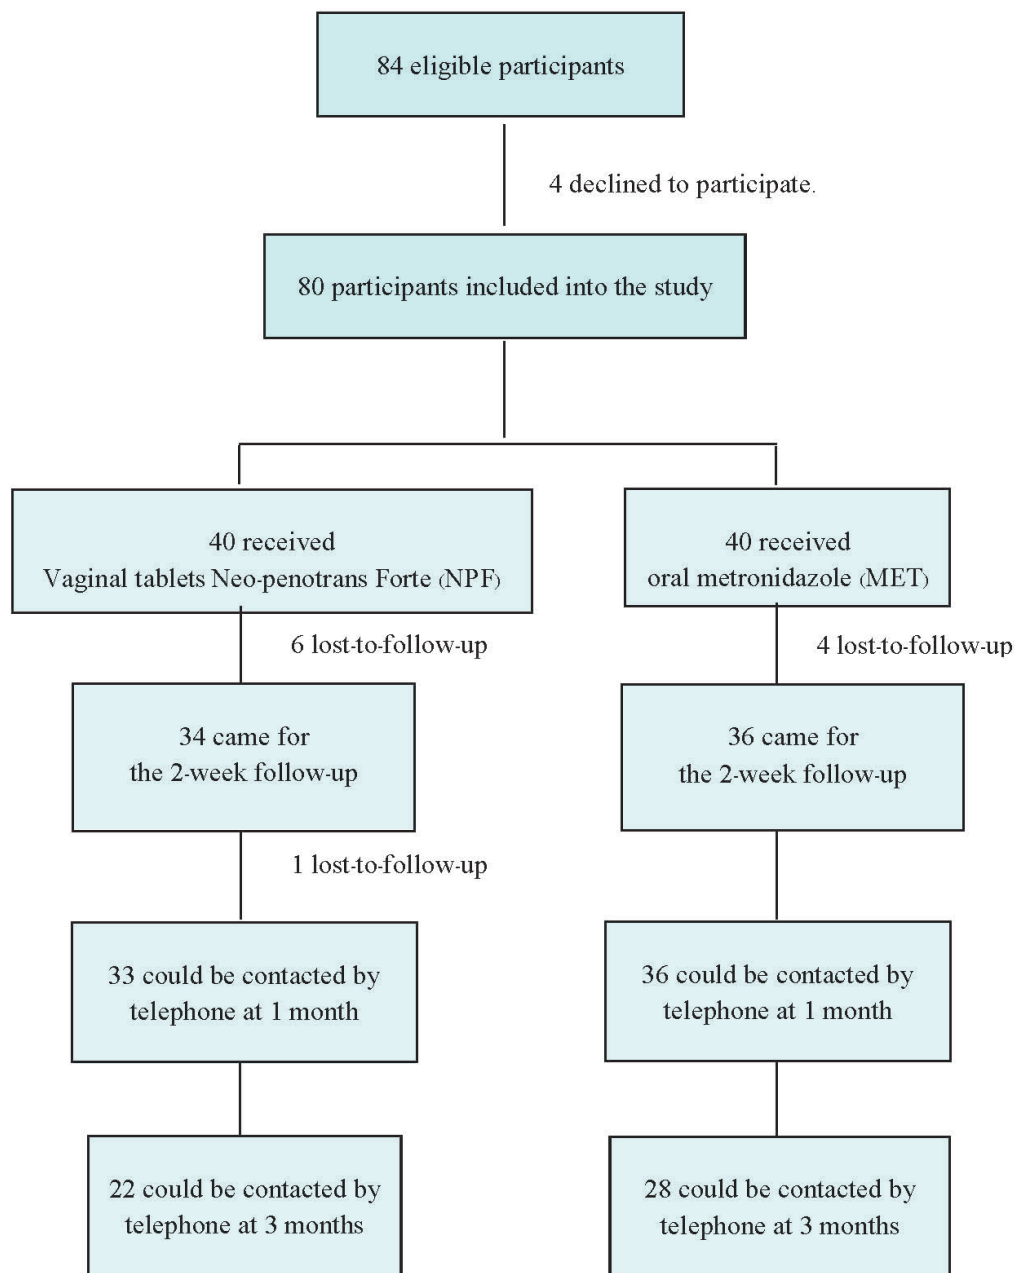 84 eligible participants
4 declined to participate.
80 participants included into the study
40 received
Vaginal tablets Neo-penotrans Forte (NPF)
40 received
oral metronidazole (MET)
6 lost-to-follow-up
4 lost-to-follow-up
34 came for
the 2-week follow-up
36 came for
the 2-week follow-up
1 lost-to-follow-up
33 could be contacted by
telephone at 1 month
36 could be contacted by
telephone at 1 month
22 could be contacted by
telephone at 3 months
28 could be contacted by
telephone at 3 months